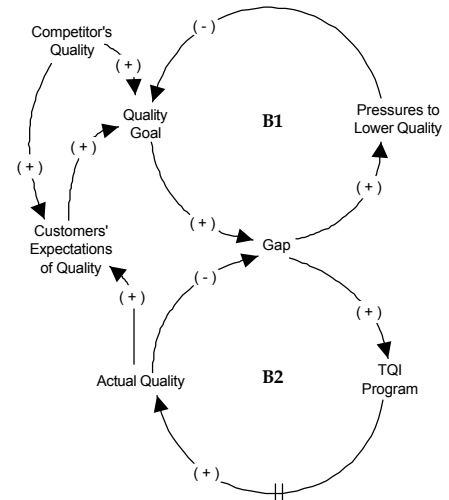 Competitor's
Quality
( - )
( + )
Quality
Goal
B1
Pressures to
Lower Quality
( + )
( + )
( + )
( + )
Customers'
Expectations
of Quality
Gap
( - )
( + )
( + )
Actual Quality
B2
TQI
Program
( + )